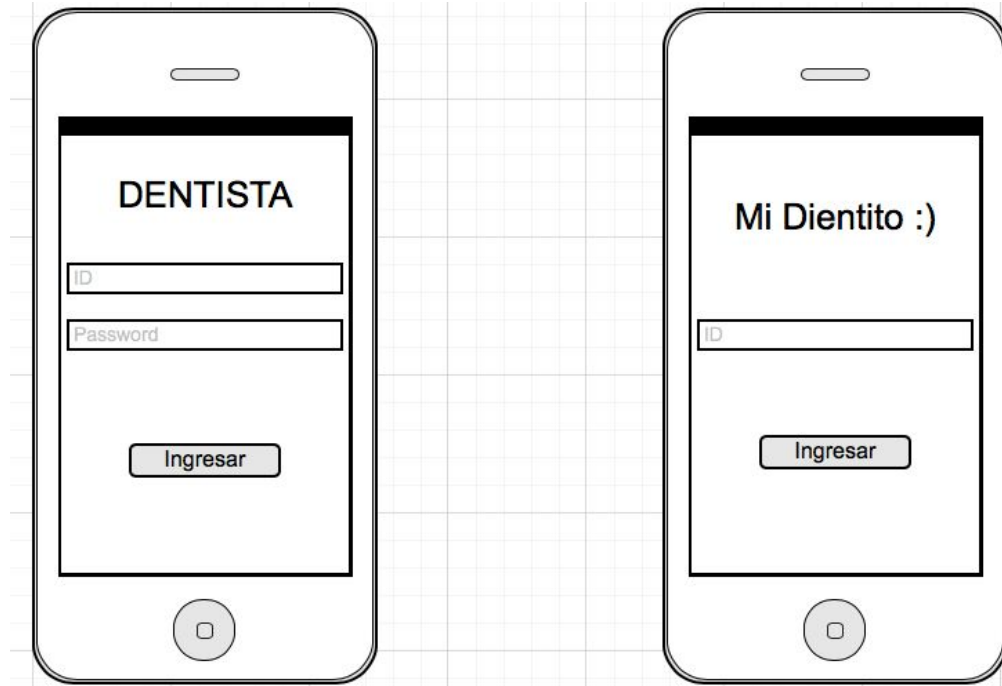 DENTISTA
ID
Password
Ingresar
Mi Dientito :)
ID
Ingresar